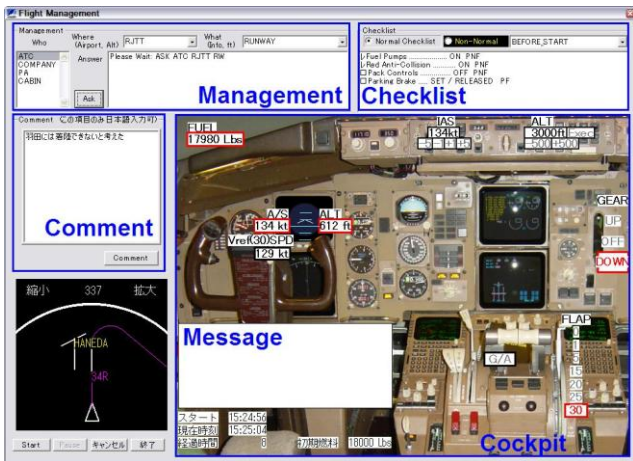 Flight Management
Management
Who
Where
(Airport, Alt)
RJTT
What
(Info, ft)
RUNWAY
ATC
COMPANY
PA
CABIN
Answer
Please Wait: ASK ATC RJTT RW
Ask
Management
Checklist
Normal Checklist
Non-Normal
BEFORE_START
Fuel Pumps ............... ON PNF
Red Anti-Collision ........... ON PNF
Pack Controls ............... OFF PNF
Parking Brake .... SET / RELEASED PF
Checklist
Comment (この項目のみ日本語入力可)
羽田には着陸できないと考えた
Comment
Comment
縮小 337 拡大
HANEDA
34R
Start Pause キャンセル 終了
FUEL
17980 Lbs
IAS
134kt
-5 -1 +1 +5
ALT
3000ft Exec
-500 +500
A/S
134 kt
ALT
612 ft
Vref(30)SPD
129 kt
GEAR
UP
OFF
DOWN
Message
G/A
FLAP
0
1
5
15
20
25
30
スタート 15:24:56
現在時刻 15:25:04
経過時間 8 初期燃料 18000 Lbs
Cockpit